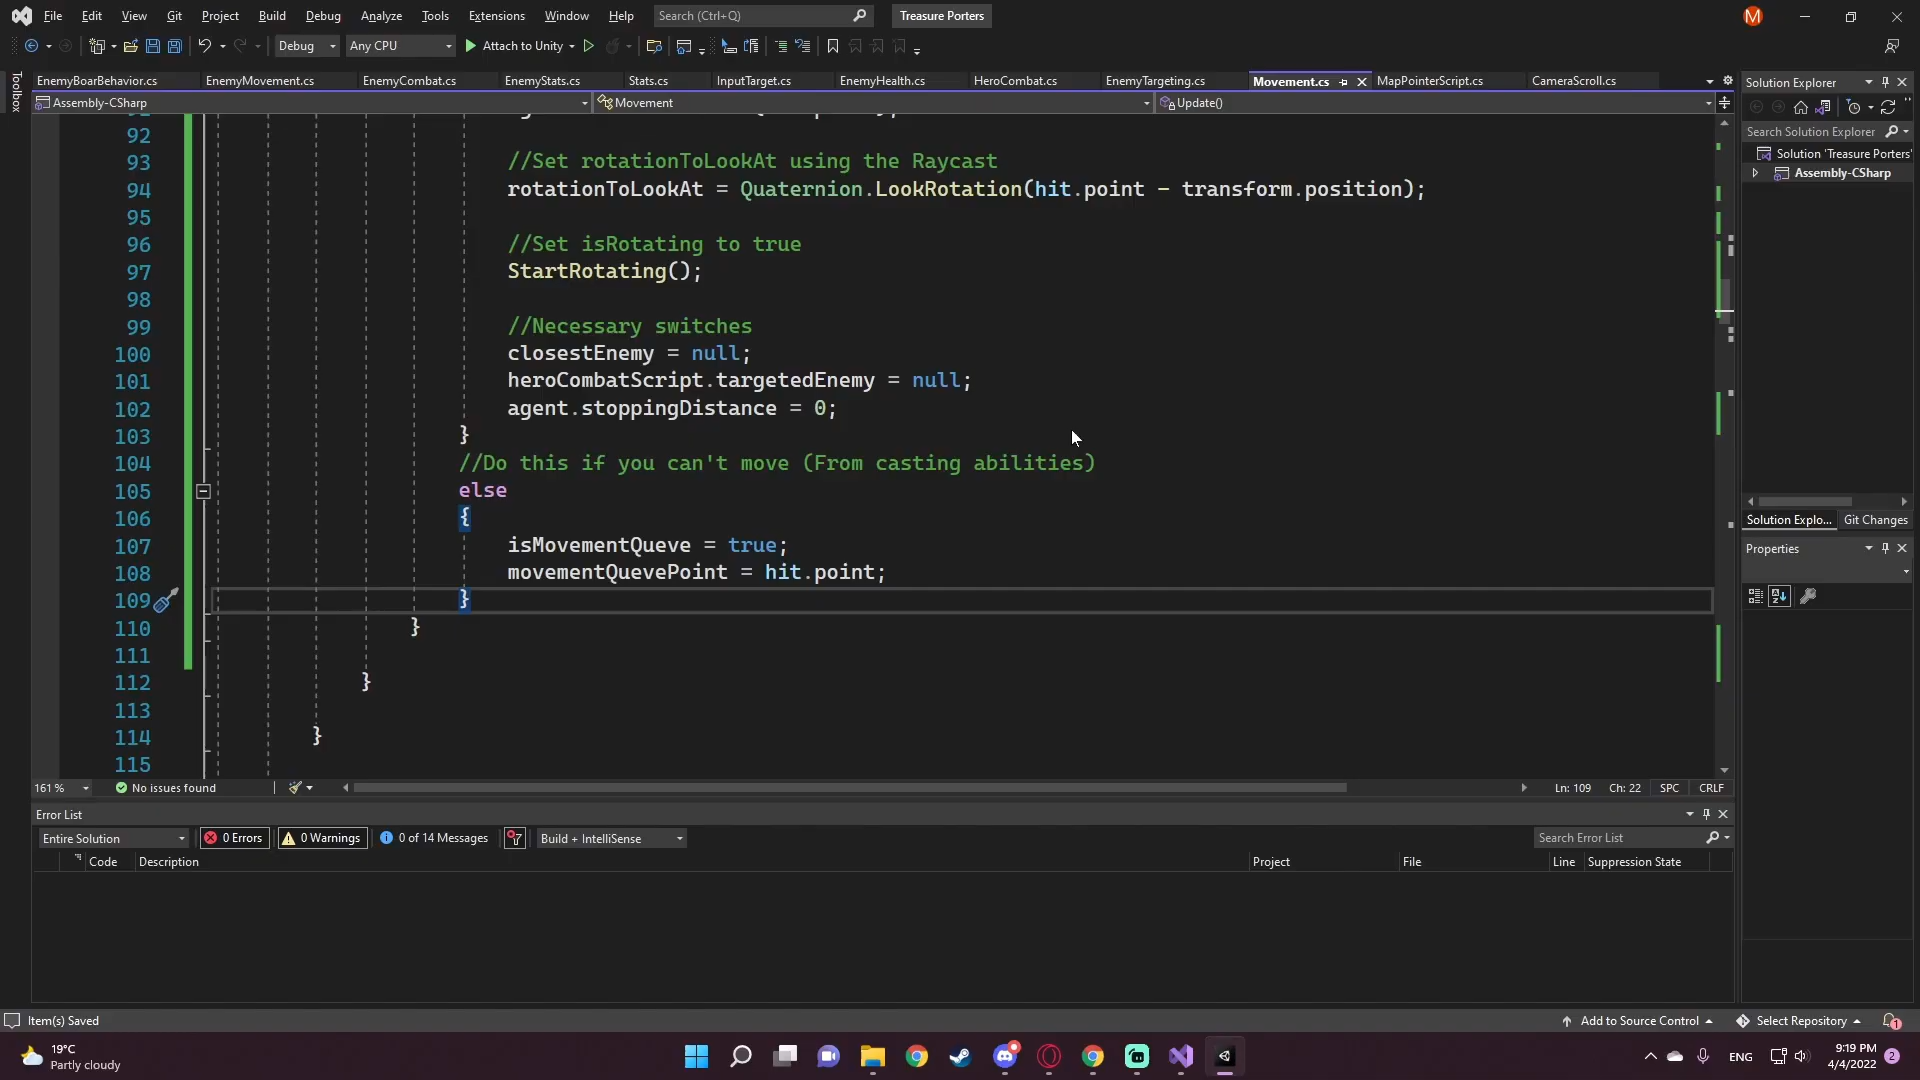 File Edit View Git Project Build Debug Analyze Tools Extensions Window Help Search (Ctrl+Q) Treasure Porters M
Debug Any CPU Attach to Unity
Toolbox
EnemyBoarBehavior.cs EnemyMovement.cs EnemyCombat.cs EnemyStats.cs Stats.cs InputTarget.cs EnemyHealth.cs HeroCombat.cs EnemyTargeting.cs Movement.cs MapPointerScript.cs CameraScroll.cs
Assembly-CSharp Movement Update()
92
93 //Set rotationToLookAt using the Raycast
94 rotationToLookAt = Quaternion.LookRotation(hit.point - transform.position);
95
96 //Set isRotating to true
97 StartRotating();
98
99 //Necessary switches
100 closestEnemy = null;
101 heroCombatScript.targetedEnemy = null;
102 agent.stoppingDistance = 0;
103 }
104 //Do this if you can't move (From casting abilities)
105 else
106 {
107 isMovementQueve = true;
108 movementQuevePoint = hit.point;
109 }
110 }
111
112 }
113
114 }
115
161 % No issues found Ln: 109 Ch: 22 SPC CRLF
Solution Explorer
Search Solution Explorer
Solution 'Treasure Porters'
Assembly-CSharp
Solution Explo... Git Changes
Properties
Error List
Entire Solution 0 Errors 0 Warnings 0 of 14 Messages Build + IntelliSense Search Error List
Code Description Project File Line Suppression State
Item(s) Saved Add to Source Control Select Repository 1
19°C
Partly cloudy
ENG
9:19 PM
4/4/2022
2